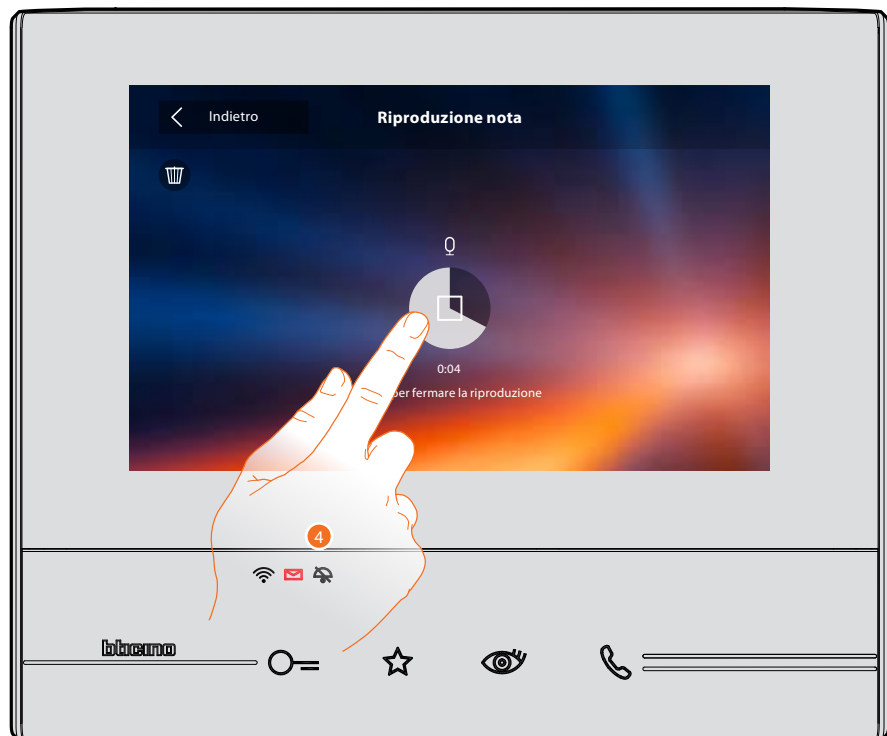 Indietro
Riproduzione nota
0:04
per fermare la riproduzione
4
bticino